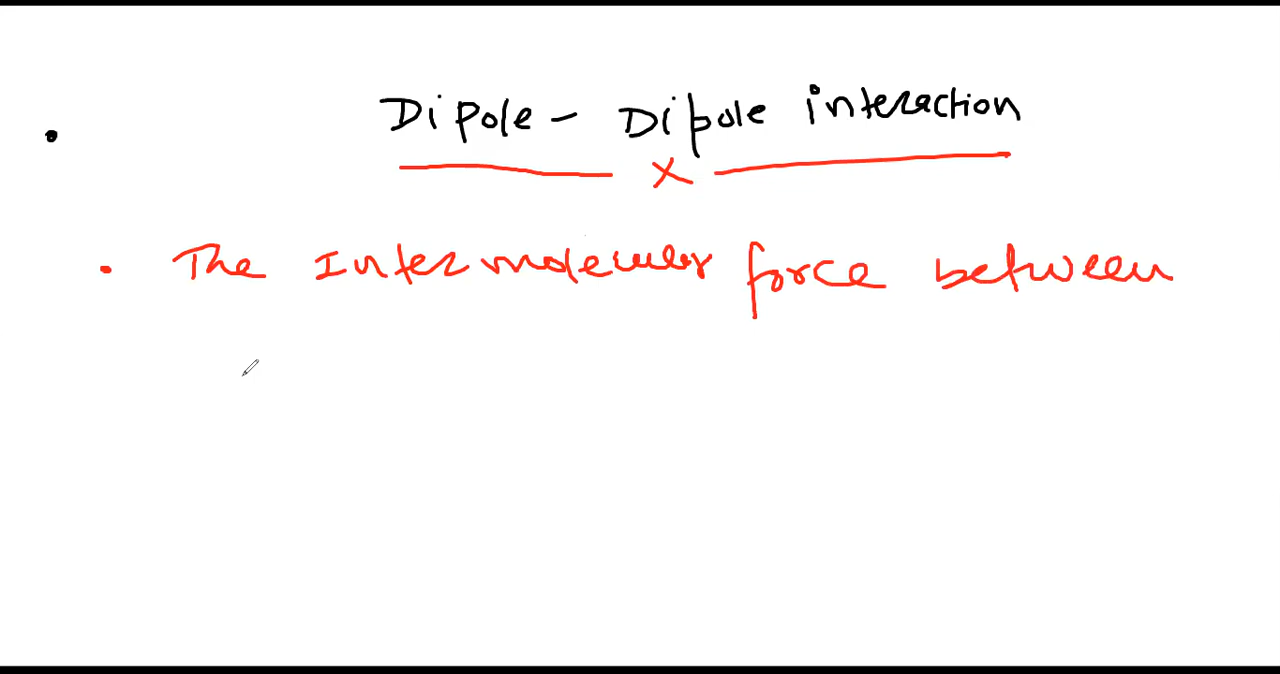 Dipole - Dipole interaction
The Intermolecular force between